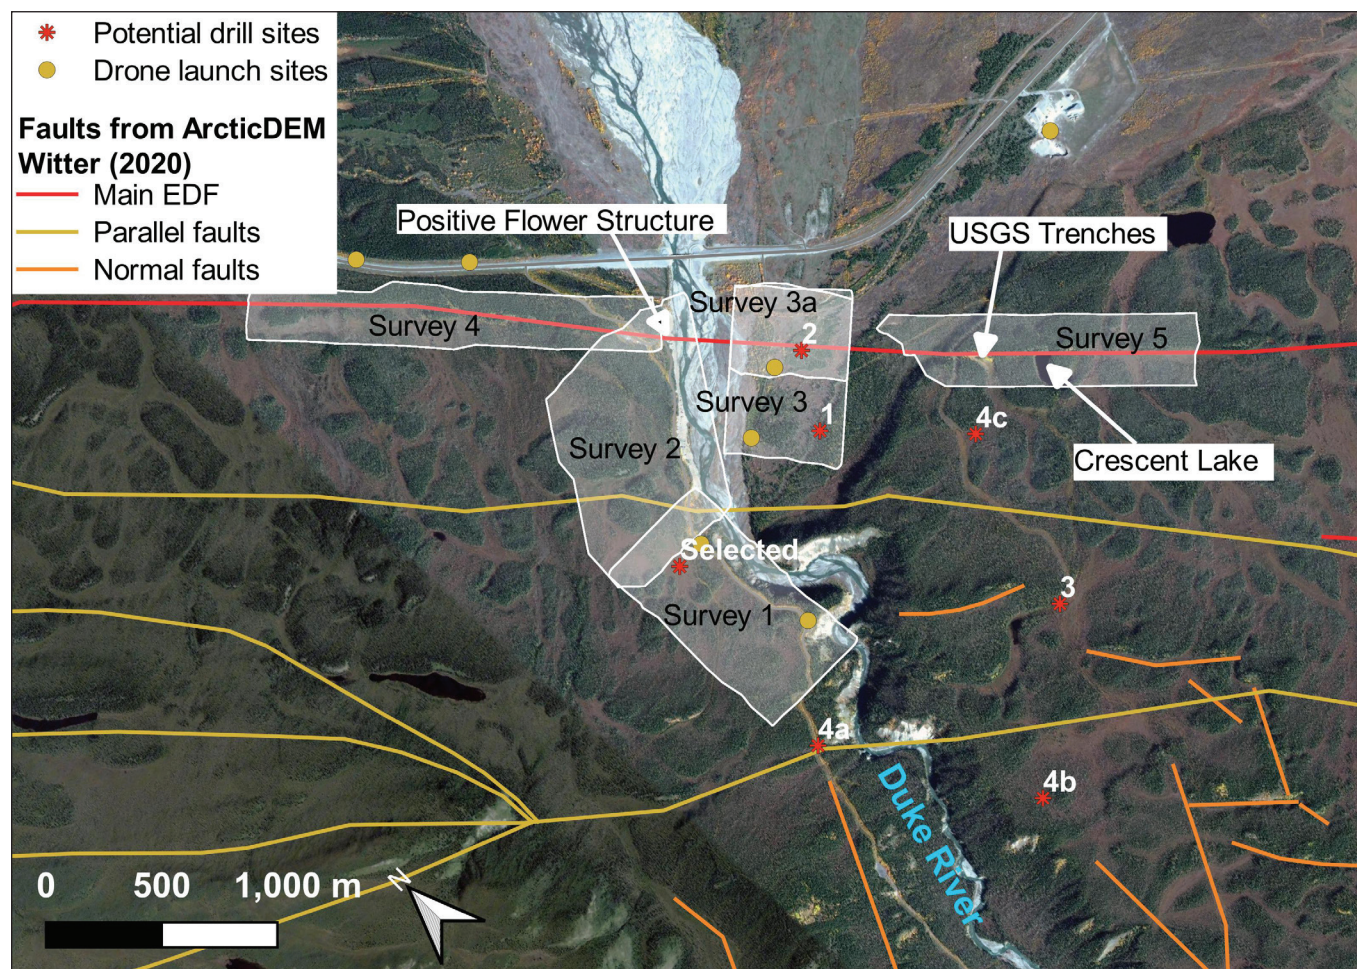 Potential drill sites
Drone launch sites
Faults from ArcticDEM
Witter (2020)
Main EDF
Parallel faults
Normal faults
Positive Flower Structure
USGS Trenches
Survey 3a
Survey 4
2
Survey 5
Survey 3
1
4c
Survey 2
Crescent Lake
Selected
3
Survey 1
4a
4b
Duke River
0 500 1,000 m
N